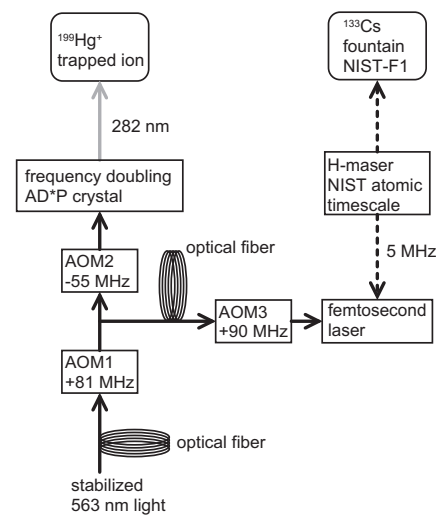 ¹⁹⁹Hg⁺
trapped ion
¹³³Cs
fountain
NIST-F1
282 nm
frequency doubling
AD*P crystal
H-maser
NIST atomic
timescale
optical fiber
5 MHz
AOM2
-55 MHz
AOM3
+90 MHz
femtosecond
laser
AOM1
+81 MHz
optical fiber
stabilized
563 nm light